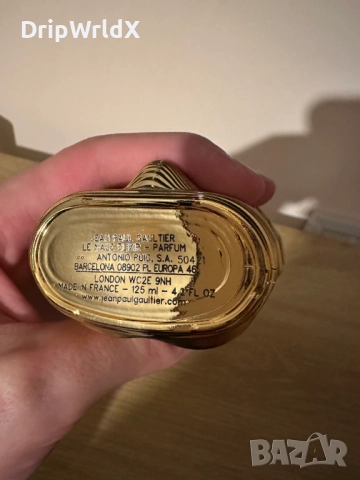 DripWrldX
JEAN PAUL GAULTIER
LE MALE ELIXIR - PARFUM
ANTONIO PUIG, S.A. 50421
BARCELONA 08902 PL EUROPA 46
LONDON WC2E 9NH
MADE IN FRANCE - 125 ml - 4.2 FL OZ
www.jeanpaulgaultier.com
bazar